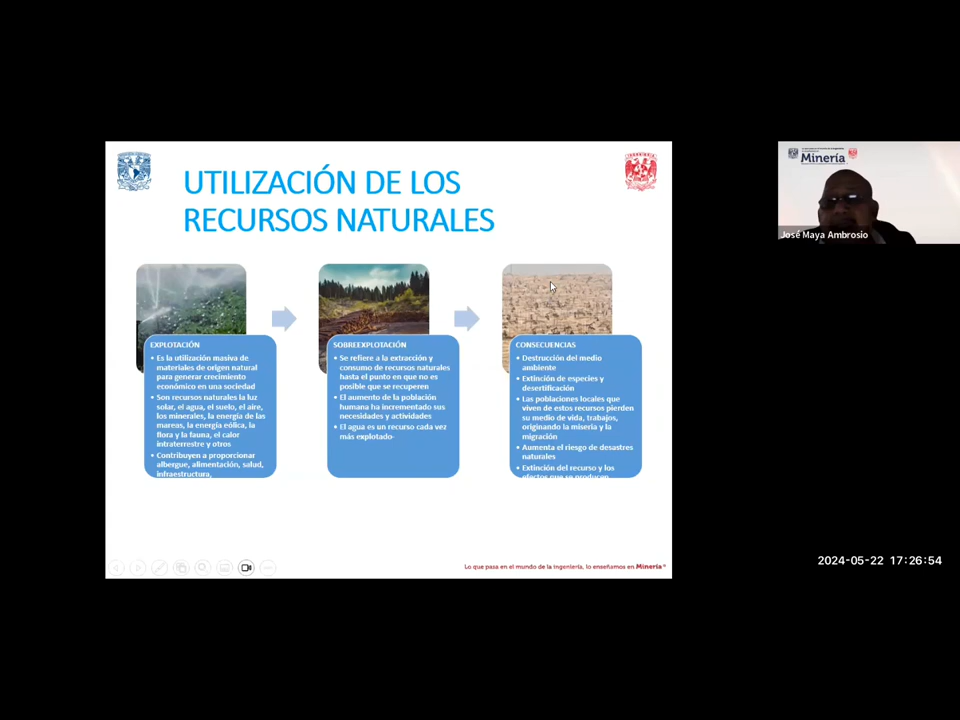 UTILIZACIÓN DE LOS
RECURSOS NATURALES
EXPLOTACIÓN
• Es la utilización masiva de
materiales de origen natural
para generar crecimiento
económico en una sociedad
• Son recursos naturales la luz
solar, el agua, el suelo, el aire,
los minerales, la energía de las
mareas, la energía eólica, la
flora y la fauna, el calor
intraterrestre y otros
• Contribuyen a proporcionar
albergue, alimentación, salud,
infraestructura,
SOBREEXPLOTACIÓN
• Se refiere a la extracción y
consumo de recursos naturales
hasta el punto en que no es
posible que se recuperen
• El aumento de la población
humana ha incrementado sus
necesidades y actividades
• El agua es un recurso cada vez
más explotado
CONSECUENCIAS
• Destrucción del medio
ambiente
• Extinción de especies y
desertificación
• Las poblaciones locales que
viven de estos recursos pierden
su medio de vida, trabajos,
originando la miseria y la
migración
• Aumenta el riesgo de desastres
naturales
• Extinción del recurso y los
efectos que se producen
Lo que pasa en el mundo de la ingeniería, lo enseñamos en Minería
Minería
José Maya Ambrosio
2024-05-22 17:26:54